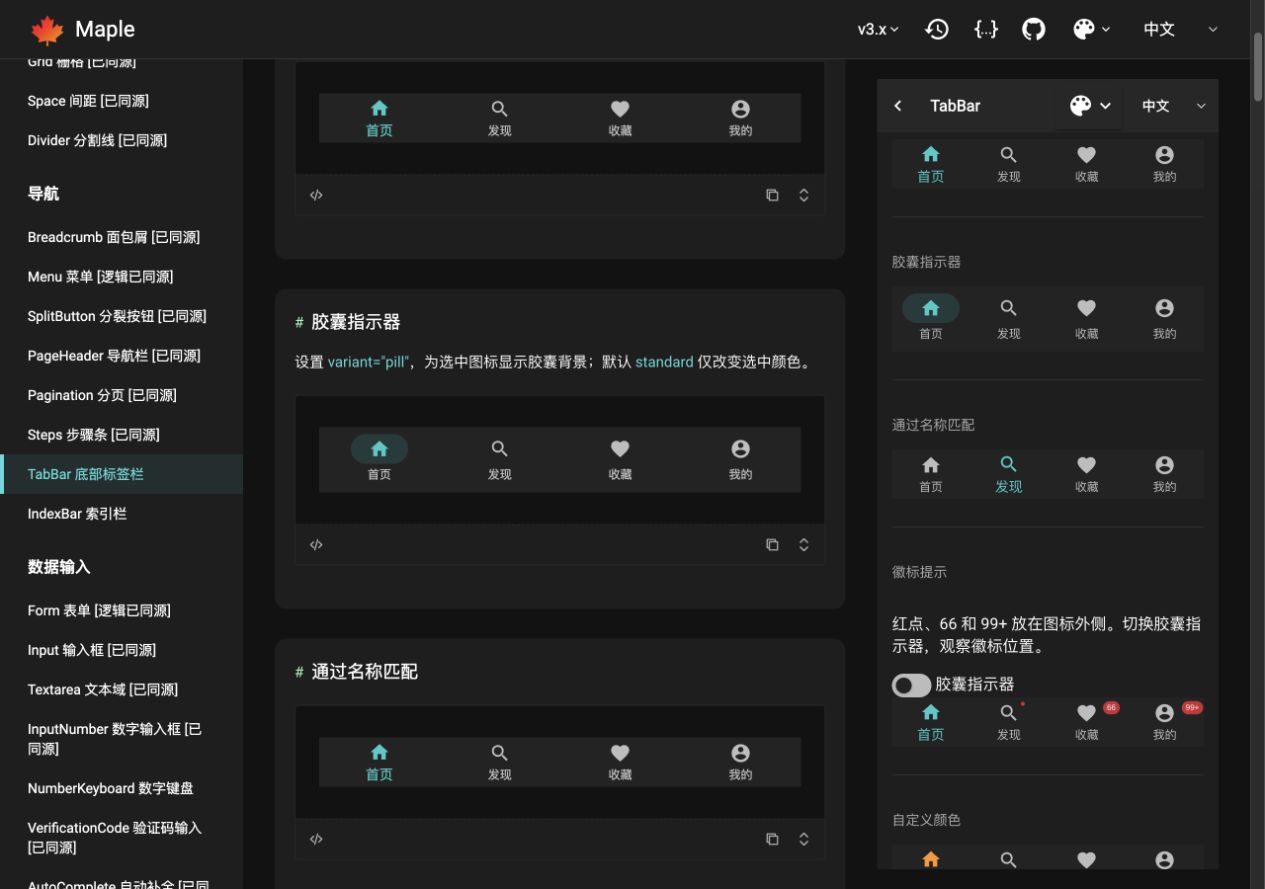 Maple
v3.x
中文
Grid 栅格 [已同源]
Space 间距 [已同源]
Divider 分割线 [已同源]
导航
Breadcrumb 面包屑 [已同源]
Menu 菜单 [逻辑已同源]
SplitButton 分裂按钮 [已同源]
PageHeader 导航栏 [已同源]
Pagination 分页 [已同源]
Steps 步骤条 [已同源]
TabBar 底部标签栏
IndexBar 索引栏
数据输入
Form 表单 [逻辑已同源]
Input 输入框 [已同源]
Textarea 文本域 [已同源]
InputNumber 数字输入框 [已
同源]
NumberKeyboard 数字键盘
VerificationCode 验证码输入
[已同源]
AutoComplete 自动补全 [已同
首页 发现 收藏 我的
# 胶囊指示器
设置 variant="pill"，为选中图标显示胶囊背景；默认 standard 仅改变选中颜色。
首页 发现 收藏 我的
# 通过名称匹配
首页 发现 收藏 我的
TabBar
中文
首页 发现 收藏 我的
胶囊指示器
首页 发现 收藏 我的
通过名称匹配
首页 发现 收藏 我的
徽标提示
红点、66 和 99+ 放在图标外侧。切换胶囊指
示器，观察徽标位置。
胶囊指示器
66 99+
首页 发现 收藏 我的
自定义颜色